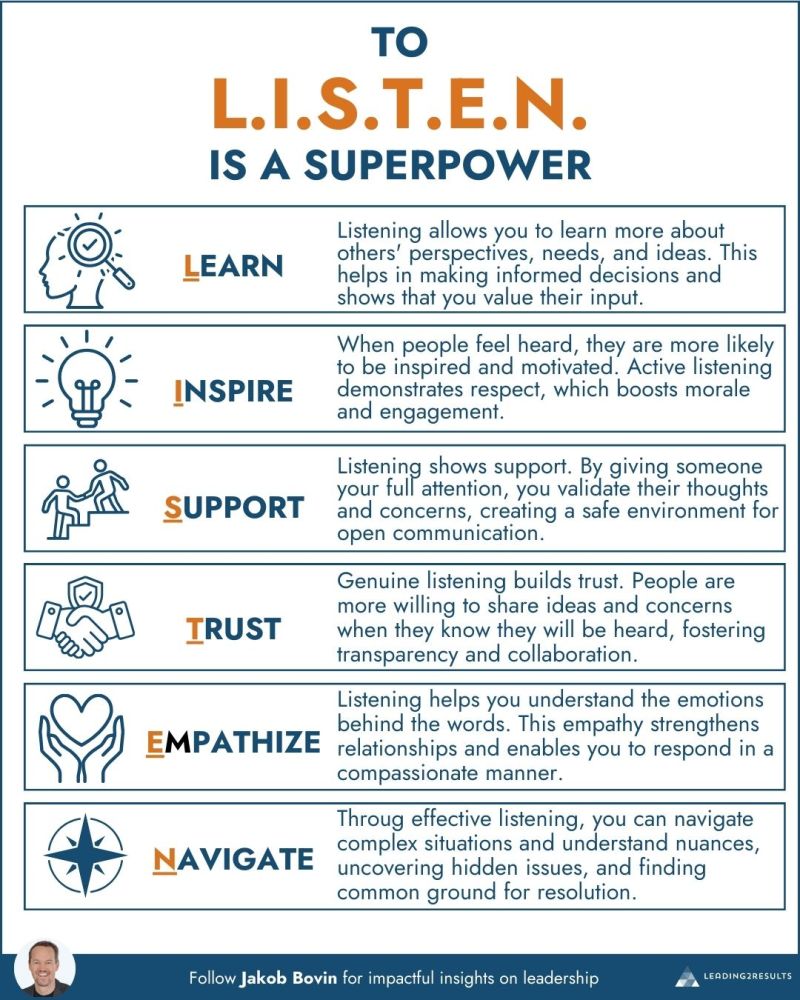 TO
L.I.S.T.E.N.
IS A SUPERPOWER
LEARN
Listening allows you to learn more about
others' perspectives, needs, and ideas. This
helps in making informed decisions and
shows that you value their input.
INSPIRE
When people feel heard, they are more likely
to be inspired and motivated. Active listening
demonstrates respect, which boosts morale
and engagement.
SUPPORT
Listening shows support. By giving someone
your full attention, you validate their thoughts
and concerns, creating a safe environment for
open communication.
TRUST
Genuine listening builds trust. People are
more willing to share ideas and concerns
when they know they will be heard, fostering
transparency and collaboration.
EMPATHIZE
Listening helps you understand the emotions
behind the words. This empathy strengthens
relationships and enables you to respond in a
compassionate manner.
NAVIGATE
Throug effective listening, you can navigate
complex situations and understand nuances,
uncovering hidden issues, and finding
common ground for resolution.
Follow Jakob Bovin for impactful insights on leadership
LEADING2RESULTS